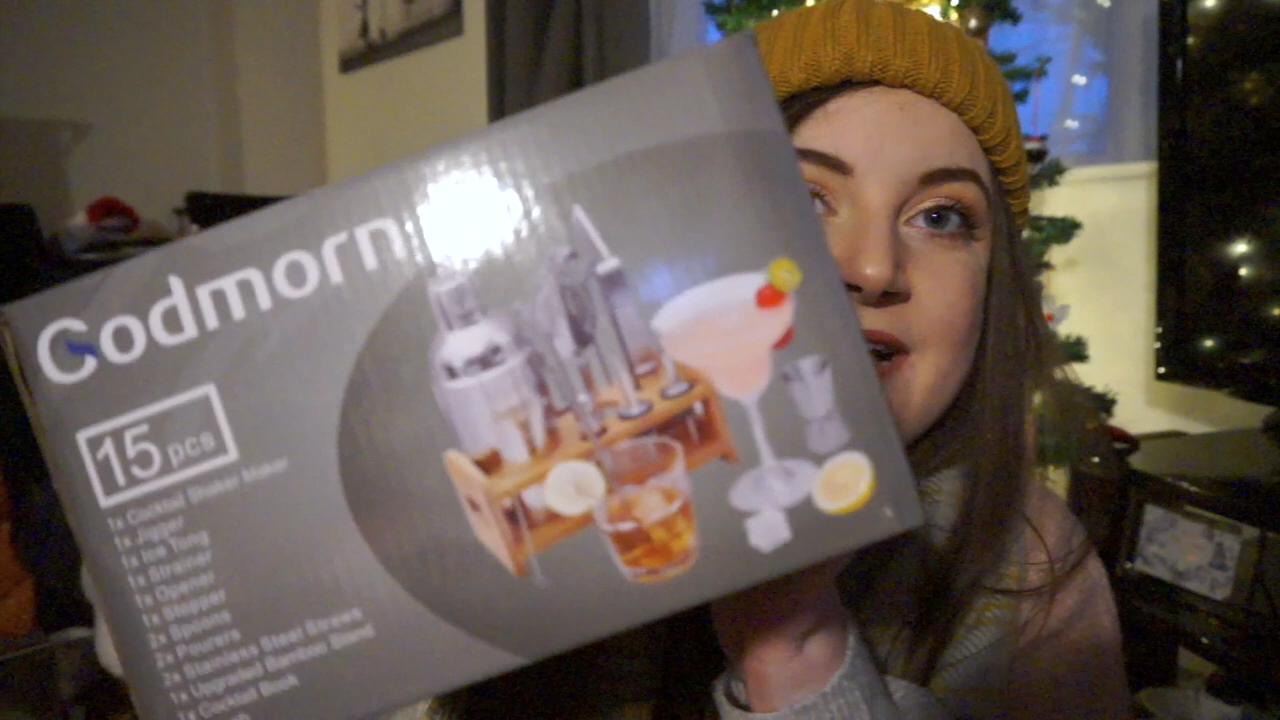 Godmorn
15 pcs
1x Cocktail Shaker Maker
1x Jigger
1x Ice Tong
1x Strainer
1x Opener
1x Stopper
2x Spoons
2x Pourers
2x Stainless Steel Straws
1x Upgraded Bamboo Stand
1x Cocktail Book